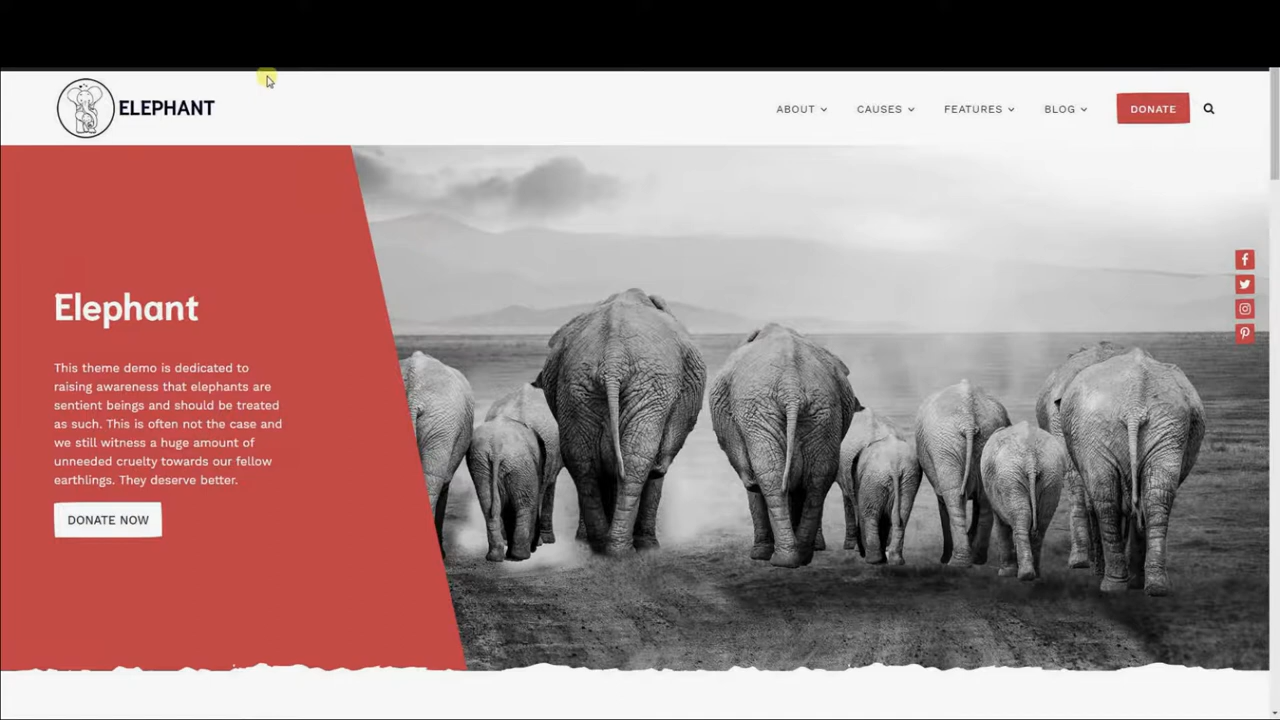 ELEPHANT
ABOUT
CAUSES
FEATURES
BLOG
DONATE
Elephant
This theme demo is dedicated to
raising awareness that elephants are
sentient beings and should be treated
as such. This is often not the case and
we still witness a huge amount of
unneeded cruelty towards our fellow
earthlings. They deserve better.
DONATE NOW